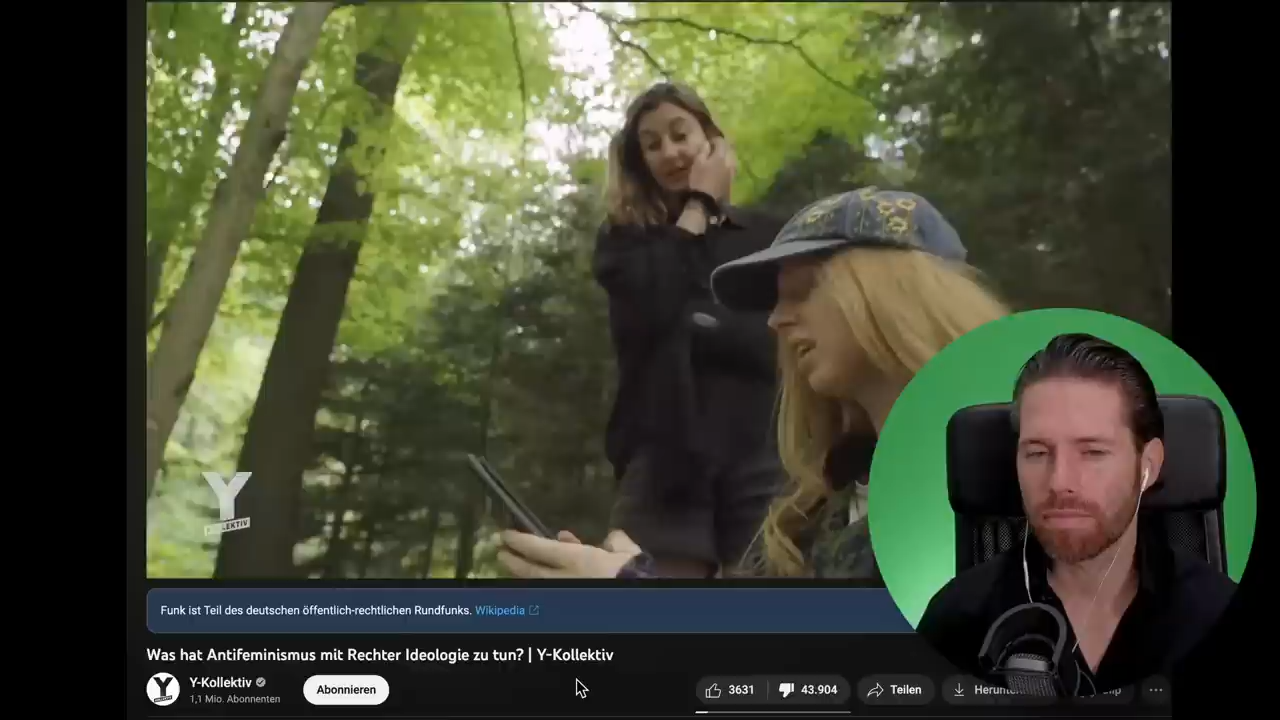 Y
KOLLEKTIV
Funk ist Teil des deutschen öffentlich-rechtlichen Rundfunks. Wikipedia
Was hat Antifeminismus mit Rechter Ideologie zu tun? | Y-Kollektiv
Y
Y-Kollektiv
1,1 Mio. Abonnenten
Abonnieren
3631
43.904
Teilen